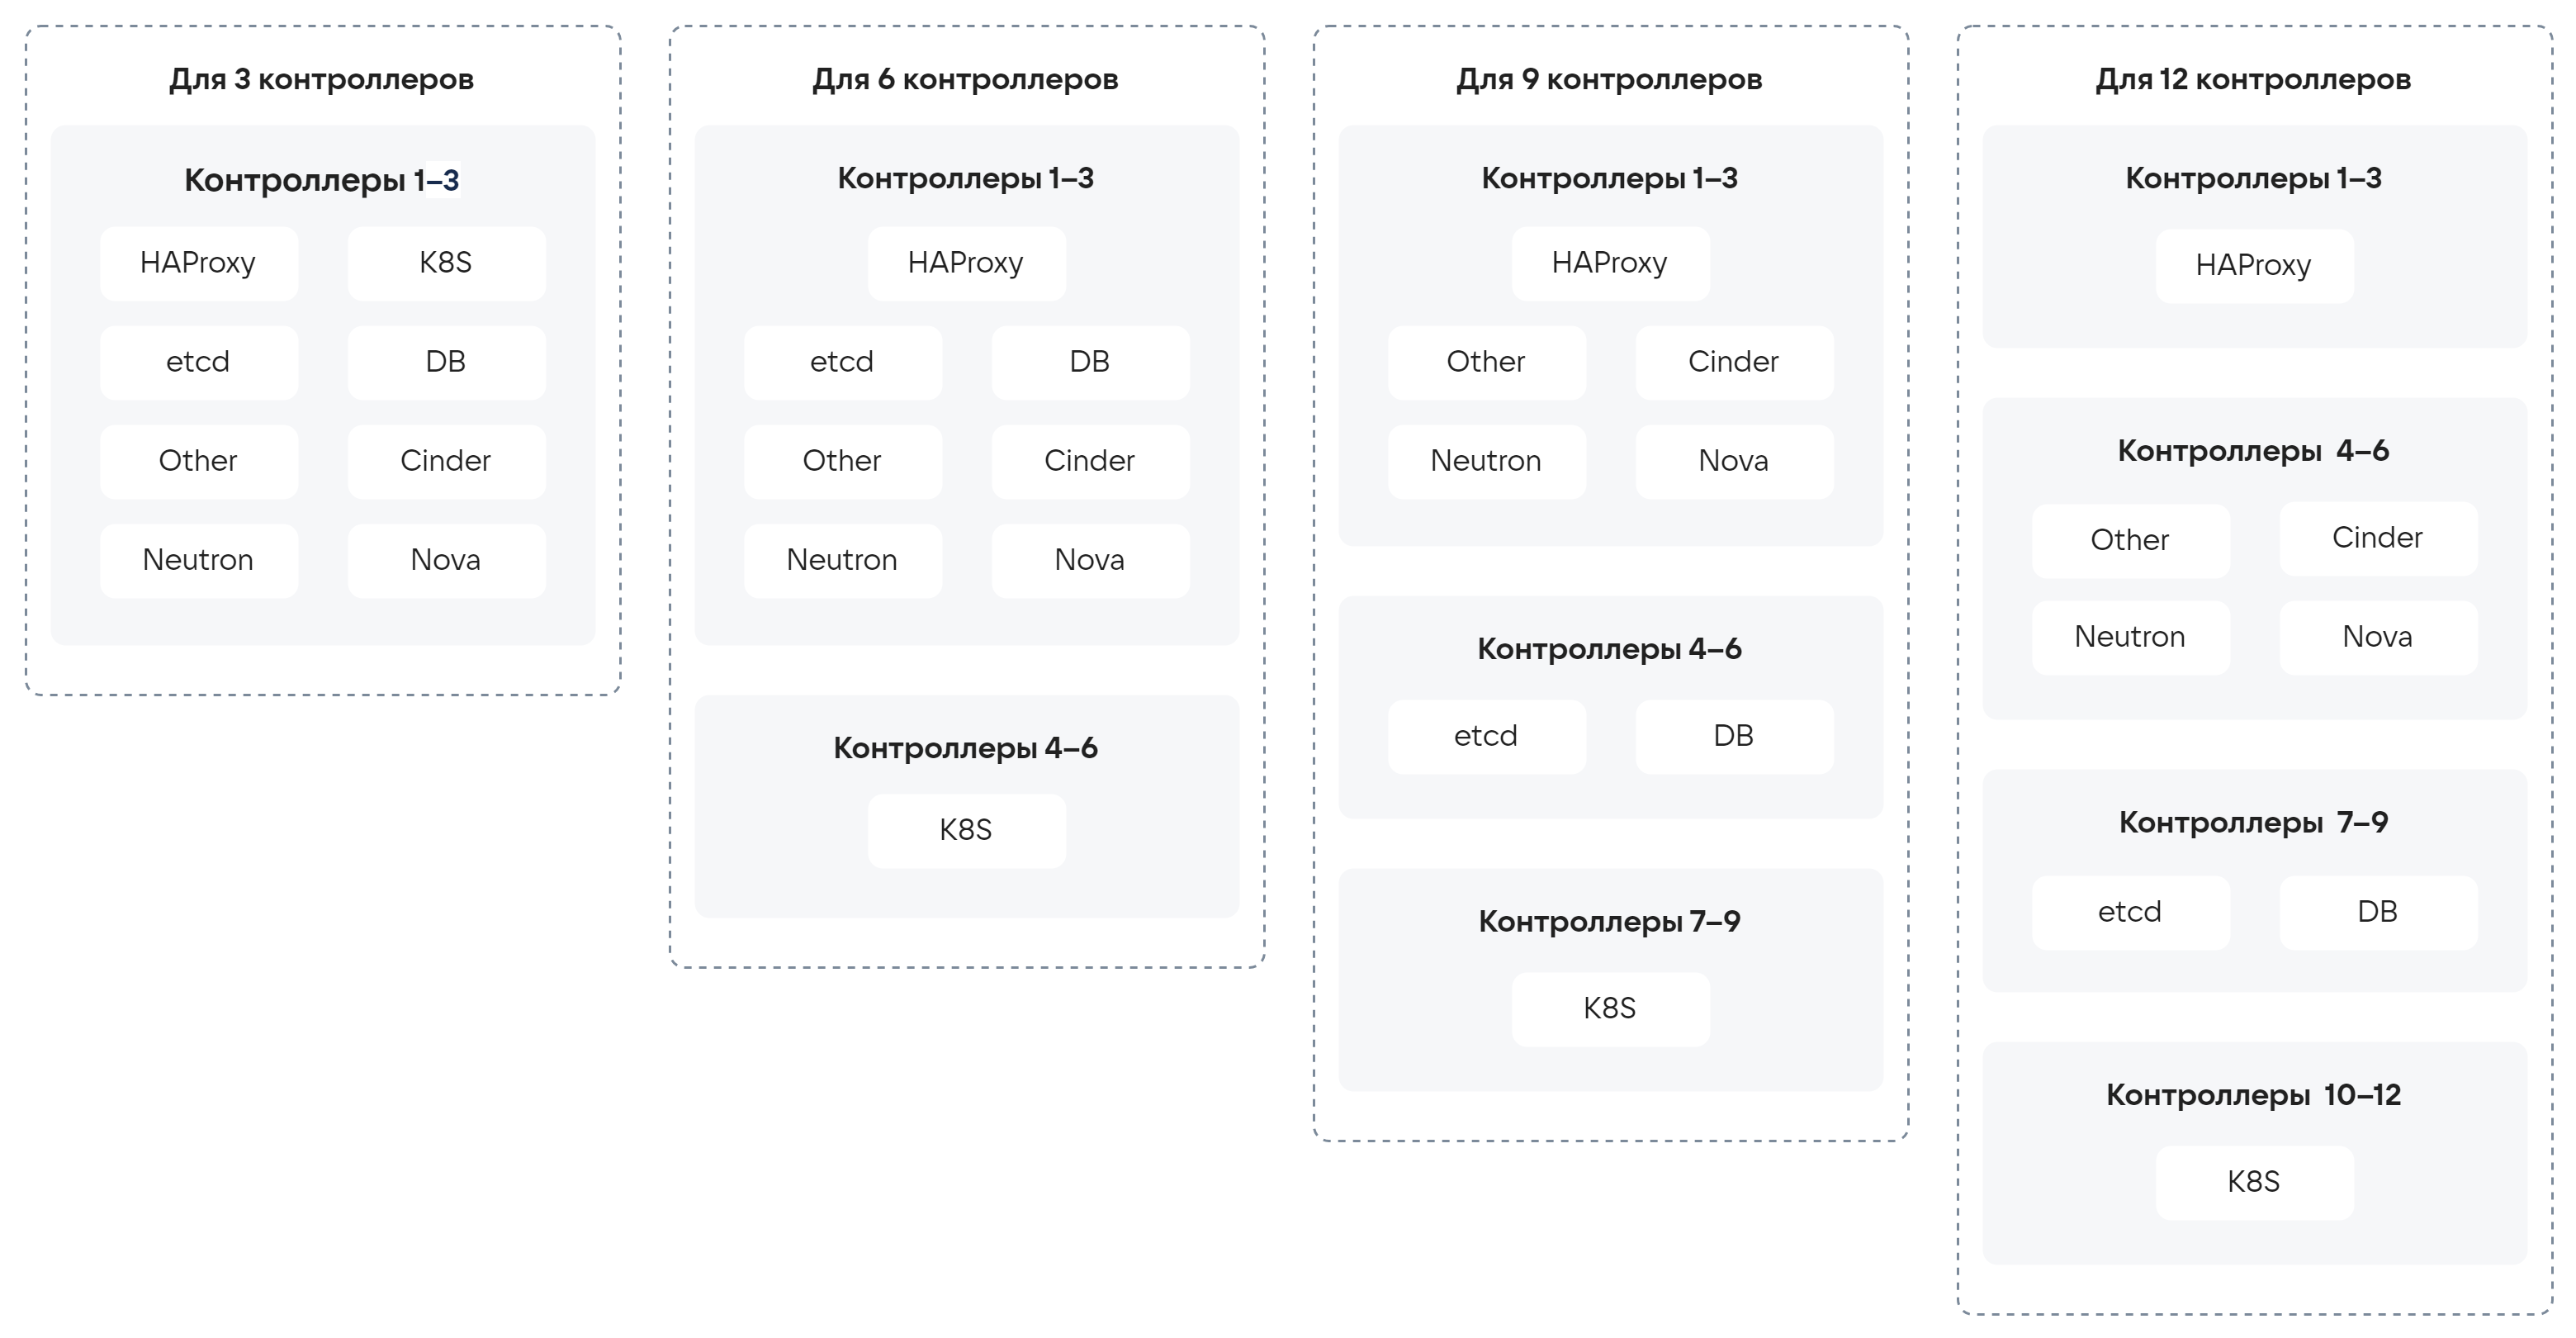 Для 3 контроллеров
Контроллеры 1–3
HAProxy
K8S
etcd
DB
Other
Cinder
Neutron
Nova
Для 6 контроллеров
Контроллеры 1–3
HAProxy
etcd
DB
Other
Cinder
Neutron
Nova
Контроллеры 4–6
K8S
Для 9 контроллеров
Контроллеры 1–3
HAProxy
Other
Cinder
Neutron
Nova
Контроллеры 4–6
etcd
DB
Контроллеры 7–9
K8S
Для 12 контроллеров
Контроллеры 1–3
HAProxy
Контроллеры 4–6
Other
Cinder
Neutron
Nova
Контроллеры 7–9
etcd
DB
Контроллеры 10–12
K8S